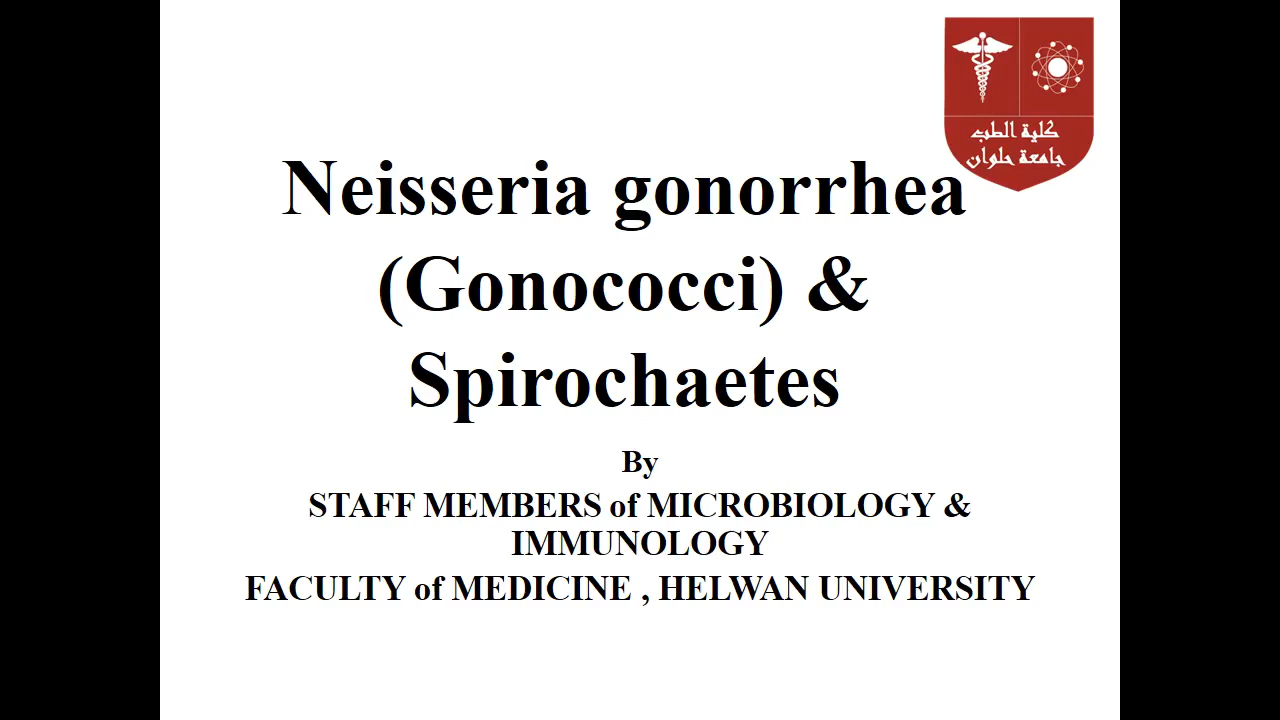 كلية الطب
جامعة حلوان
Neisseria gonorrhea
(Gonococci) &
Spirochaetes
By
STAFF MEMBERS of MICROBIOLOGY &
IMMUNOLOGY
FACULTY of MEDICINE , HELWAN UNIVERSITY